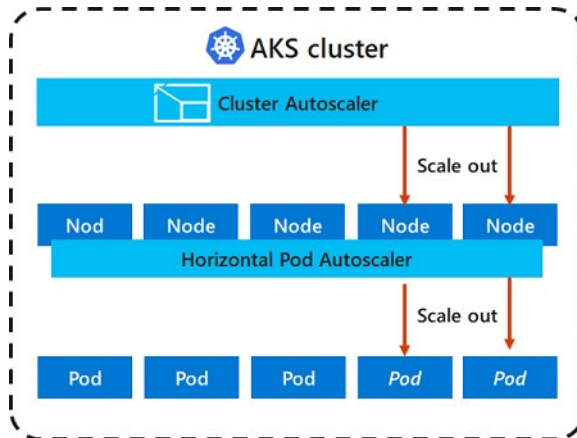 AKS cluster
Cluster Autoscaler
Scale out
Nod Node Node Node Node
Horizontal Pod Autoscaler
Scale out
Pod Pod Pod Pod Pod